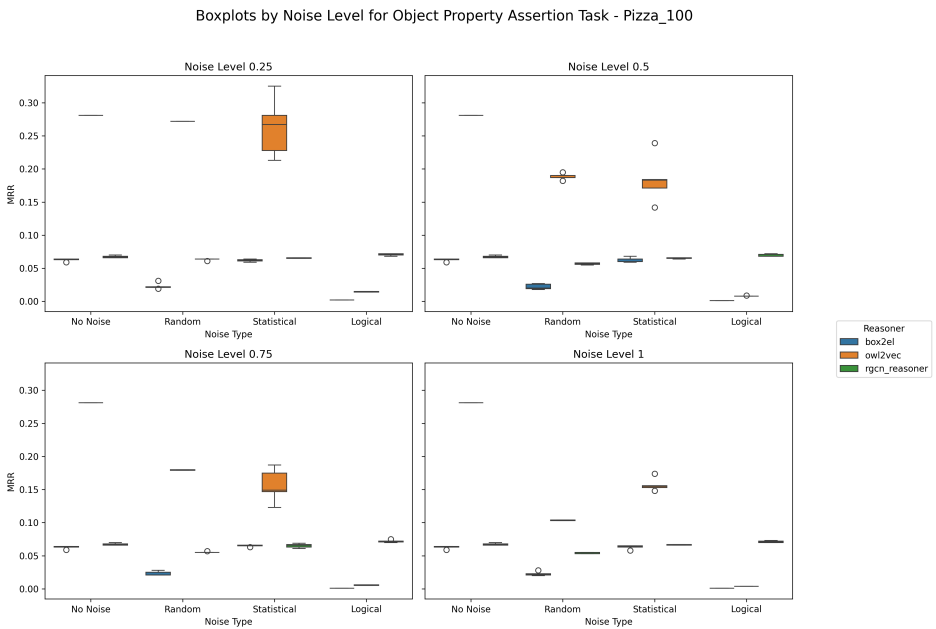 Boxplots by Noise Level for Object Property Assertion Task - Pizza_100
Noise Level 0.25
Noise Level 0.5
0.30
0.25
0.20
0.15
0.10
0.05
0.00
MRR
No Noise
Random
Statistical
Logical
Noise Type
No Noise
Random
Statistical
Logical
Noise Type
Reasoner
box2el
owl2vec
rgcn_reasoner
Noise Level 0.75
Noise Level 1
0.30
0.25
0.20
0.15
0.10
0.05
0.00
MRR
No Noise
Random
Statistical
Logical
Noise Type
No Noise
Random
Statistical
Logical
Noise Type